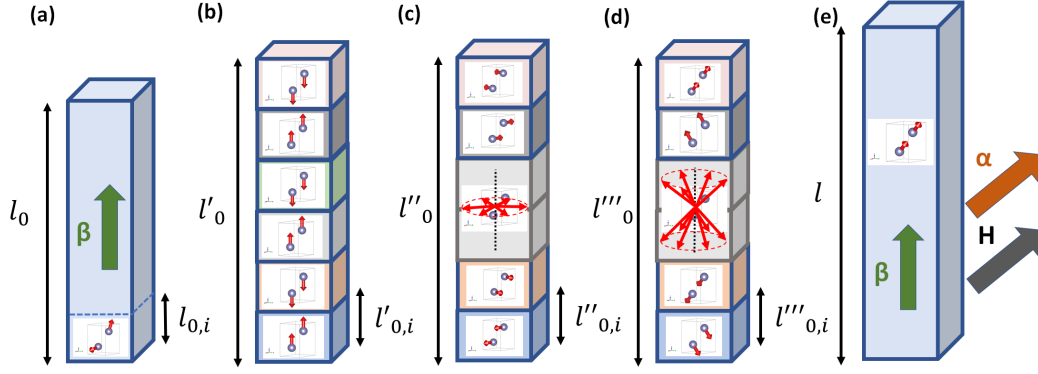 (a)
(b)
(c)
(d)
(e)
l₀
β
l₀,ᵢ
l′₀
l′₀,ᵢ
l″₀
l″₀,ᵢ
l‴₀
l‴₀,ᵢ
l
β
α
H